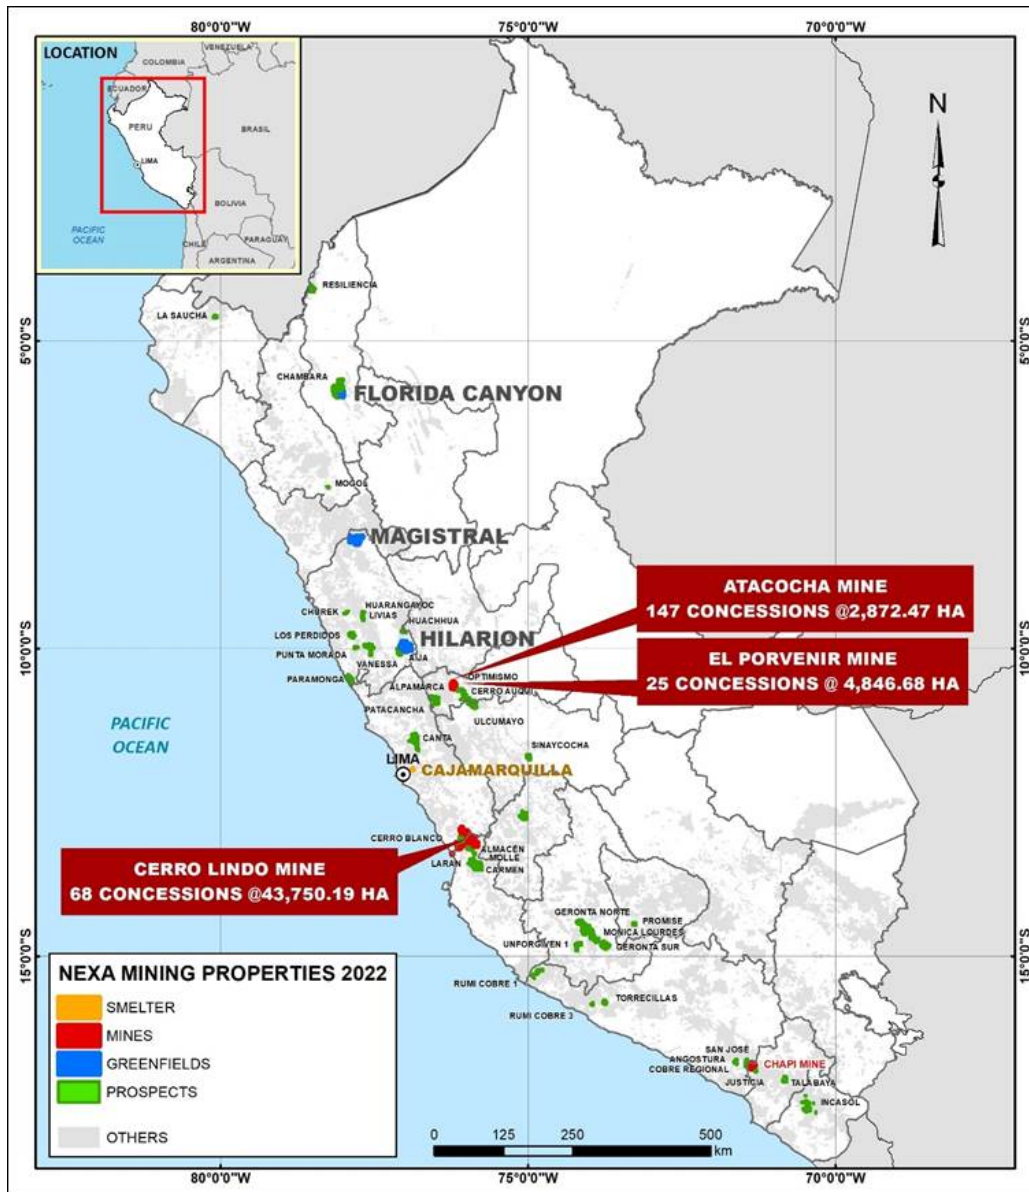 80°0'0"W
75°0'0"W
70°0'0"W
LOCATION
VENEZUELA
COLOMBIA
ECUADOR
PERU
BRASIL
LIMA
BOLIVIA
PACIFIC
OCEAN
CHILE
PARAGUAY
ARGENTINA
N
RESILIENCIA
LA SAUCHA
5°0'0"S
5°0'0"S
CHAMBARA
FLORIDA CANYON
MOGOL
MAGISTRAL
ATACOCHA MINE
147 CONCESSIONS @2,872.47 HA
CHUREK
HUARANGAYOC
LIVIAS
HUACHHUA
LOS PERDIDOS
HILARION
PUNTA MORADA
VANESSA
AIJA
10°0'0"S
10°0'0"S
EL PORVENIR MINE
25 CONCESSIONS @ 4,846.68 HA
PARAMONGA
OPTIMISMO
ALPAMARCA
CERRO AUQUI
PATACANCHA
ULCUMAYO
PACIFIC
OCEAN
CANTA
SINAYCOCHA
LIMA
CAJAMARQUILLA
CERRO BLANCO
ALMACÉN
MOLLE
LARAN
CARMEN
CERRO LINDO MINE
68 CONCESSIONS @43,750.19 HA
GERONTA NORTE
PROMISE
MONICA LOURDES
UNFORGIVEN 1
GERONTA SUR
15°0'0"S
15°0'0"S
RUMI COBRE 1
TORRECILLAS
RUMI COBRE 3
SAN JOSÉ
ANGOSTURA
COBRE REGIONAL
CHAPI MINE
JUSTICIA
TALABAYA
INCASOL
NEXA MINING PROPERTIES 2022
SMELTER
MINES
GREENFIELDS
PROSPECTS
OTHERS
0 125 250 500
km
80°0'0"W
75°0'0"W
70°0'0"W